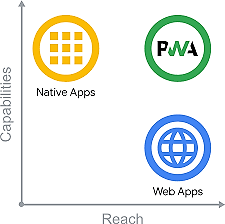 PWA
Native Apps
Capabilities
Web Apps
Reach